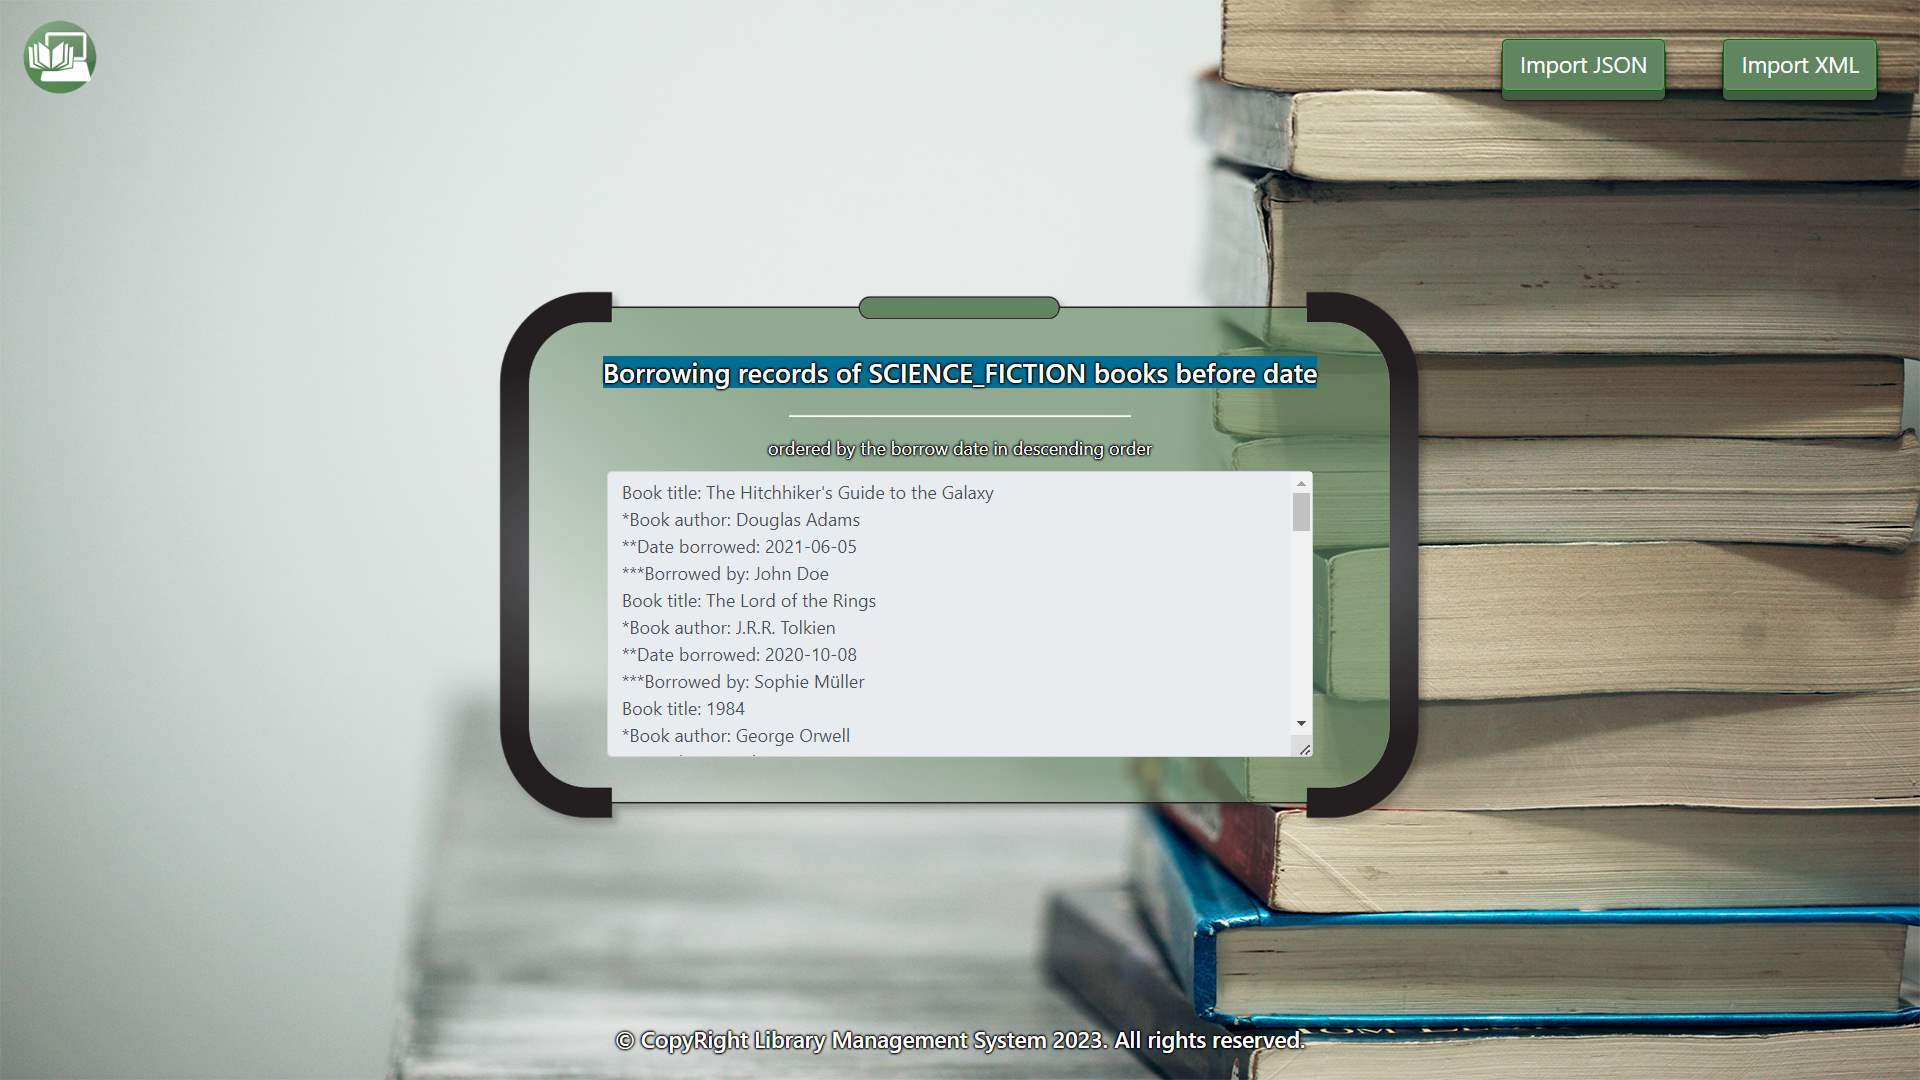 Import JSON
Import XML
Borrowing records of SCIENCE_FICTION books before date
ordered by the borrow date in descending order
Book title: The Hitchhiker's Guide to the Galaxy
*Book author: Douglas Adams
**Date borrowed: 2021-06-05
***Borrowed by: John Doe
Book title: The Lord of the Rings
*Book author: J.R.R. Tolkien
**Date borrowed: 2020-10-08
***Borrowed by: Sophie Müller
Book title: 1984
*Book author: George Orwell
© CopyRight Library Management System 2023. All rights reserved.